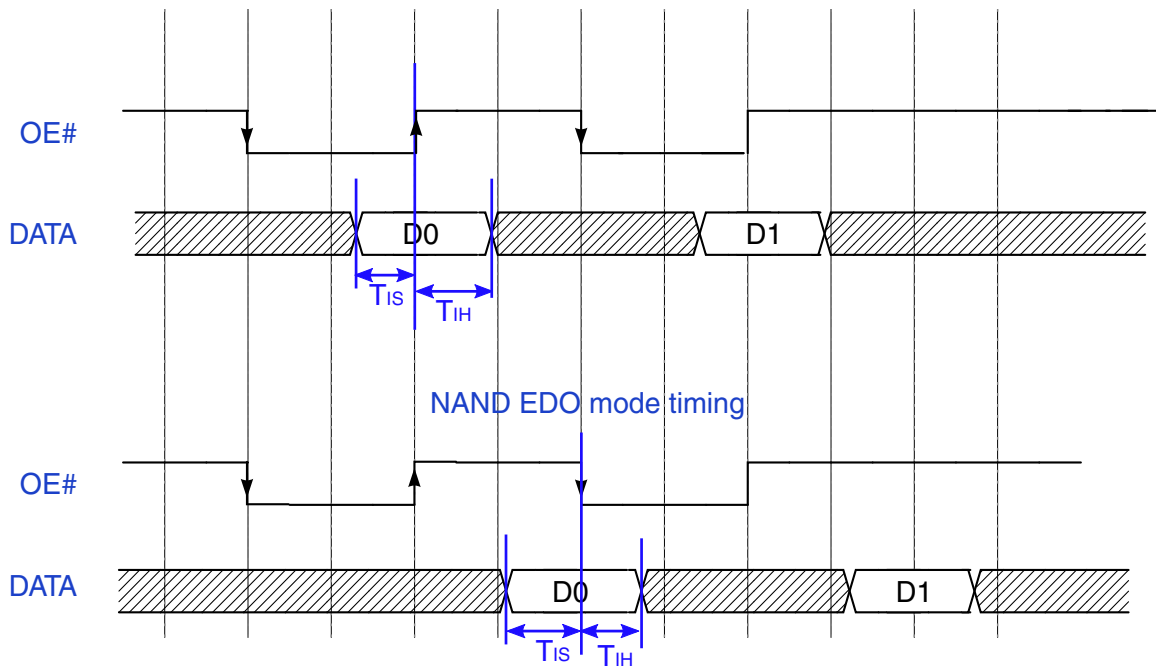 OE#
DATA D0 D1
TIS TIH
NAND EDO mode timing
OE#
DATA D0 D1
TIS TIH